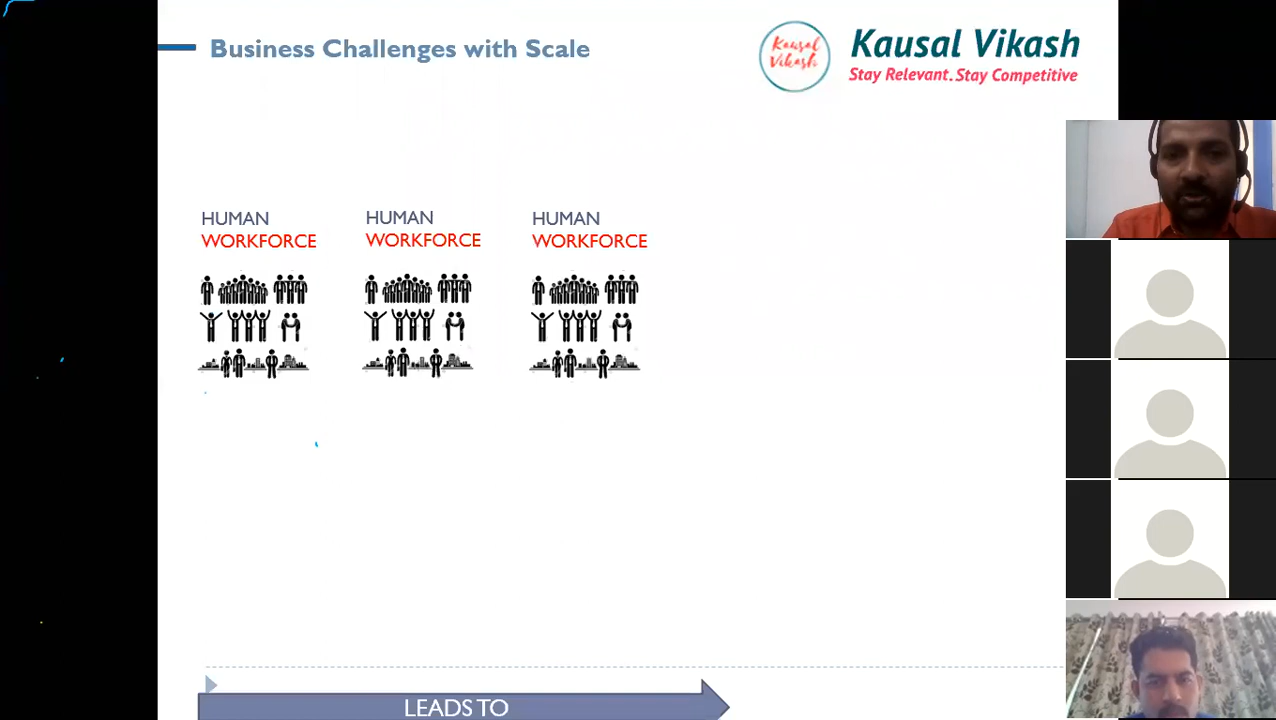 Business Challenges with Scale
Kausal
Vikash
Kausal Vikash
Stay Relevant. Stay Competitive
HUMAN
WORKFORCE
HUMAN
WORKFORCE
HUMAN
WORKFORCE
LEADS TO